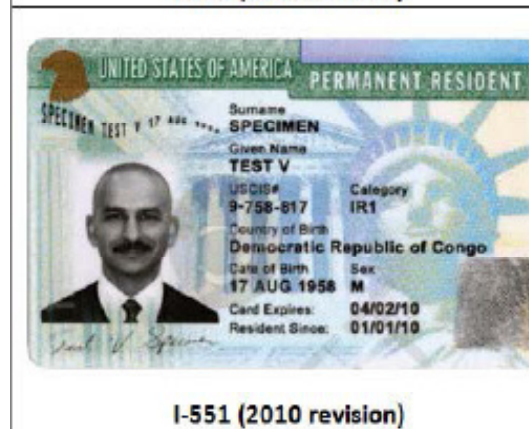 UNITED STATES OF AMERICA PERMANENT RESIDENT
SPECIMEN TEST V 17 AUG
Surname
SPECIMEN
Given Name
TEST V
USCIS# Category
9-758-817 IR1
Country of Birth
Democratic Republic of Congo
Date of Birth Sex
17 AUG 1958 M
Card Expires: 04/02/10
Resident Since: 01/01/10
Test V. Specimen
I-551 (2010 revision)